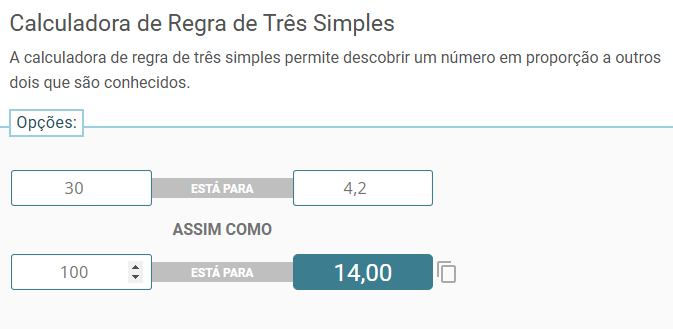 Calculadora de Regra de Três Simples
A calculadora de regra de três simples permite descobrir um número em proporção a outros
dois que são conhecidos.
Opções:
30 ESTÁ PARA 4,2
ASSIM COMO
100 ESTÁ PARA 14,00